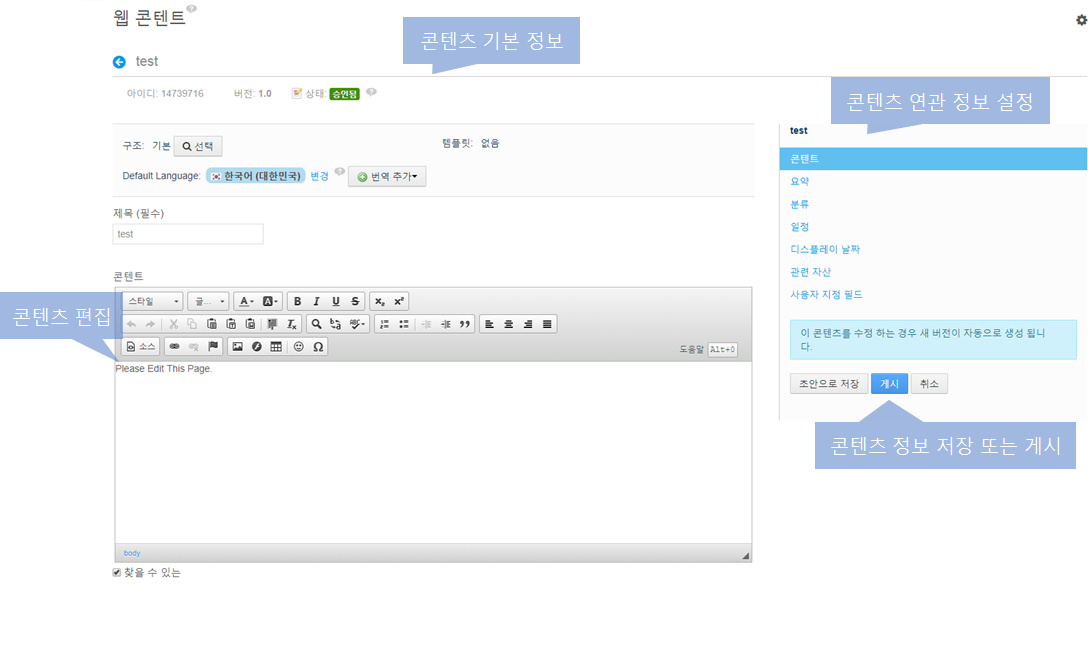 웹 콘텐트
콘텐츠 기본 정보
test
아이디: 14739716 버전: 1.0 상태: 승인됨
콘텐츠 연관 정보 설정
구조: 기본 선택 템플릿: 없음
Default Language: 한국어 (대한민국) 변경 번역 추가
제목 (필수)
test
콘텐트
콘텐츠 편집
스타일 글...
소스
도움말 Alt+0
Please Edit This Page.
body
찾을 수 있는
test
콘텐트
요약
분류
일정
디스플레이 날짜
관련 자산
사용자 지정 필드
이 콘텐츠를 수정 하는 경우 새 버전이 자동으로 생성 됩니
다.
초안으로 저장 게시 취소
콘텐츠 정보 저장 또는 게시